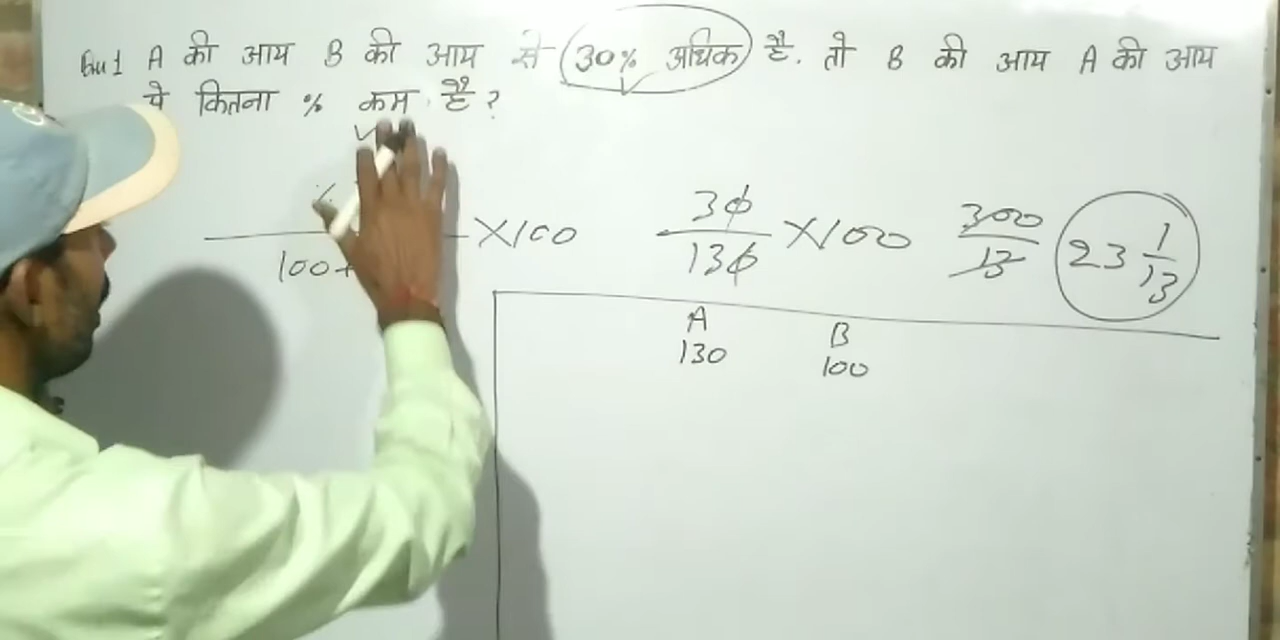 Qu 1 A की आय B की आय से 30% अधिक है. तो B की आय A की आय
से कितना % कम है?
100+
×100
30/130 ×100
300/13
23 1/13
A B
130 100